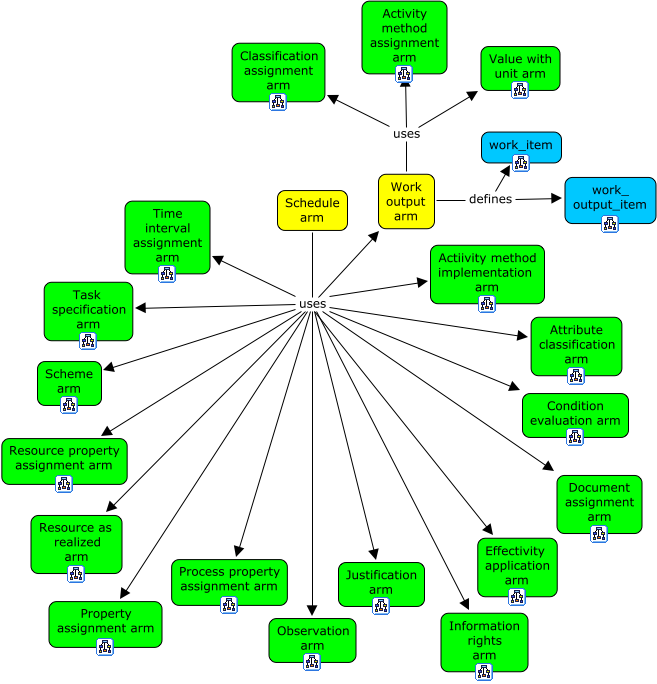 Activity
method
assignment
arm
Classification
assignment
arm
Value with
unit arm
uses
work_item
Work
output
arm
defines
work_
output_item
Schedule
arm
Time
interval
assignment
arm
Activity method
implementation
arm
Task
specification
arm
uses
Attribute
classification
arm
Scheme
arm
Condition
evaluation arm
Resource property
assignment arm
Document
assignment
arm
Resource as
realized
arm
Effectivity
application
arm
Process property
assignment arm
Justification
arm
Property
assignment arm
Observation
arm
Information
rights
arm